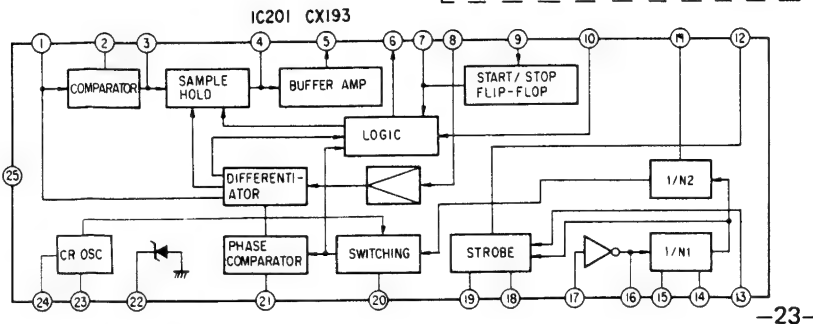 IC201 CX193
1 2 3 4 5 6 7 8 9 10 11 12
COMPARATOR
SAMPLE
HOLD
BUFFER AMP
START/STOP
FLIP-FLOP
LOGIC
25
DIFFERENTI-
ATOR
1/N2
CR OSC
PHASE
COMPARATOR
SWITCHING
STROBE
1/N1
24 23 22 21 20 19 18 17 16 15 14 13
-23-